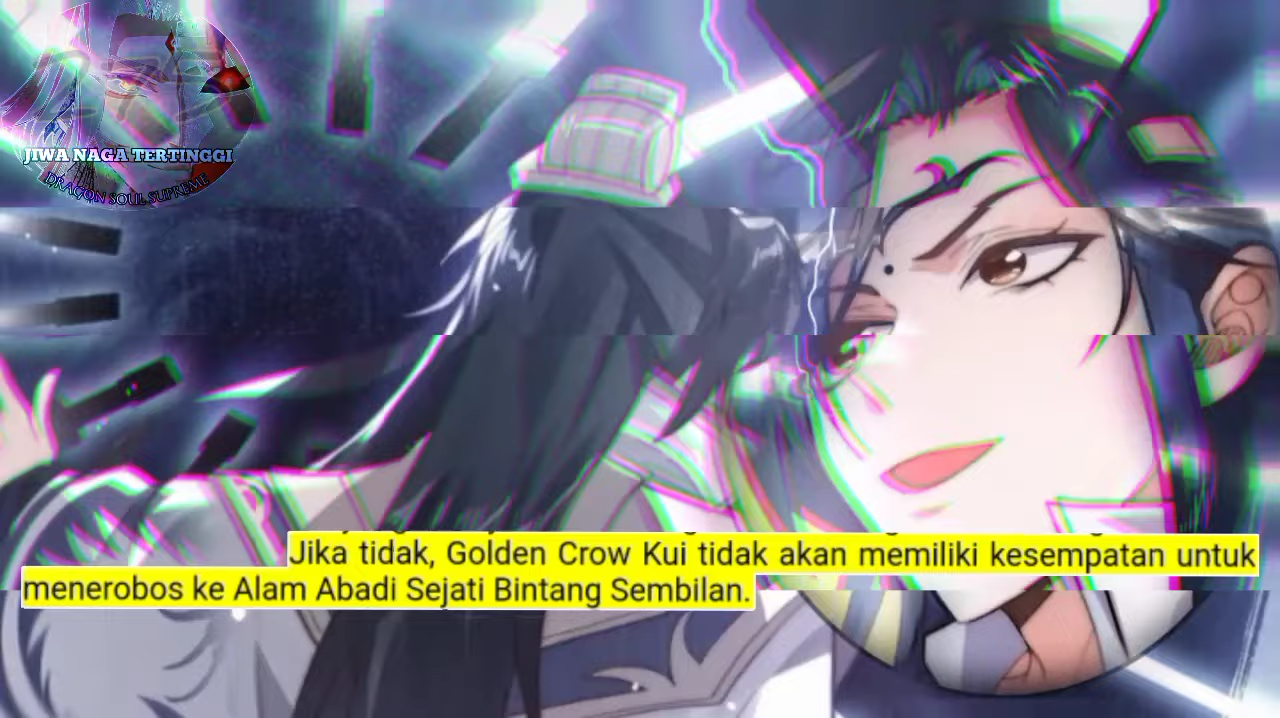 JIWA NAGA TERTINGGI
DRAGON SOUL SUPREME
Jika tidak, Golden Crow Kui tidak akan memiliki kesempatan untuk
menerobos ke Alam Abadi Sejati Bintang Sembilan.